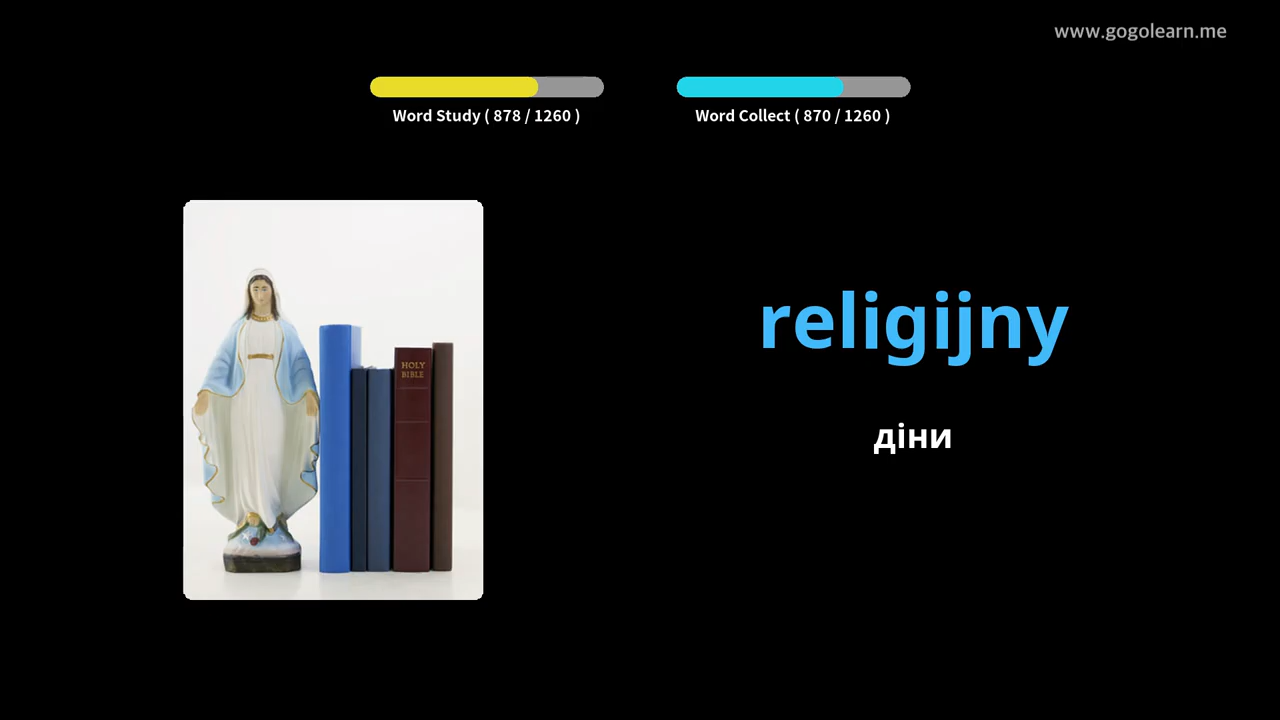 www.gogolearn.me
Word Study ( 878 / 1260 )
Word Collect ( 870 / 1260 )
HOLY
BIBLE
religijny
діни